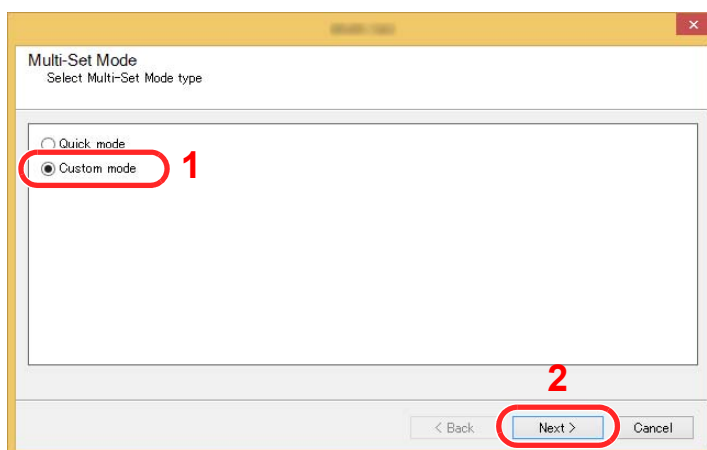 Multi-Set Mode
Select Multi-Set Mode type
Quick mode
Custom mode 1
2
< Back Next > Cancel